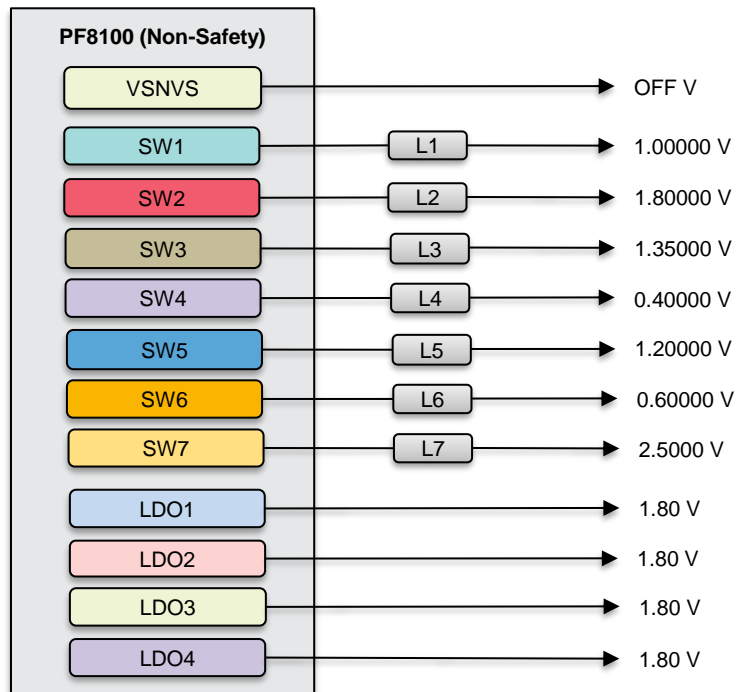 PF8100 (Non-Safety)
VSNVS OFF V
SW1 L1 1.00000 V
SW2 L2 1.80000 V
SW3 L3 1.35000 V
SW4 L4 0.40000 V
SW5 L5 1.20000 V
SW6 L6 0.60000 V
SW7 L7 2.5000 V
LDO1 1.80 V
LDO2 1.80 V
LDO3 1.80 V
LDO4 1.80 V